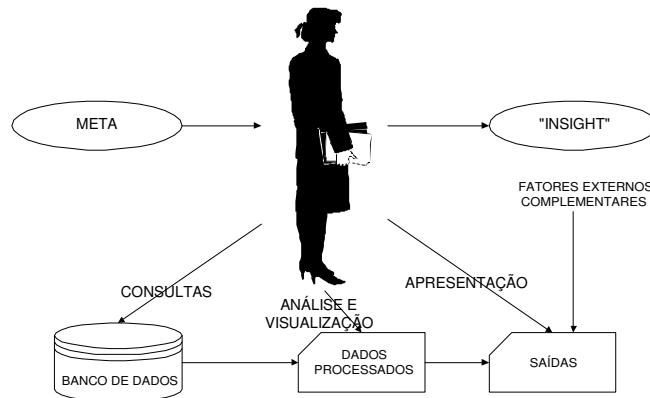 META
"INSIGHT"
FATORES EXTERNOS
COMPLEMENTARES
CONSULTAS
ANÁLISE E
VISUALIZAÇÃO
APRESENTAÇÃO
BANCO DE DADOS
DADOS
PROCESSADOS
SAÍDAS